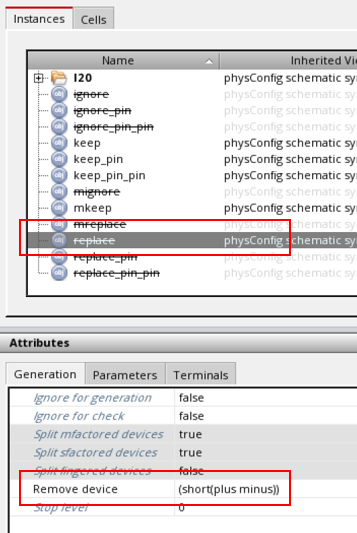 Instances Cells
Name Inherited Vi
I20 physConfig schematic sy
ignore physConfig schematic sy
ignore_pin physConfig schematic sy
ignore_pin_pin physConfig schematic sy
keep physConfig schematic sy
keep_pin physConfig schematic sy
keep_pin_pin physConfig schematic sy
mignore physConfig schematic sy
mkeep physConfig schematic sy
mreplace physConfig schematic sy
replace physConfig schematic sy
replace_pin physConfig schematic sy
replace_pin_pin physConfig schematic sy
Attributes
Generation Parameters Terminals
Ignore for generation false
Ignore for check false
Split mfactored devices true
Split sfactored devices true
Split fingered devices false
Remove device (short(plus minus))
Stop level 0